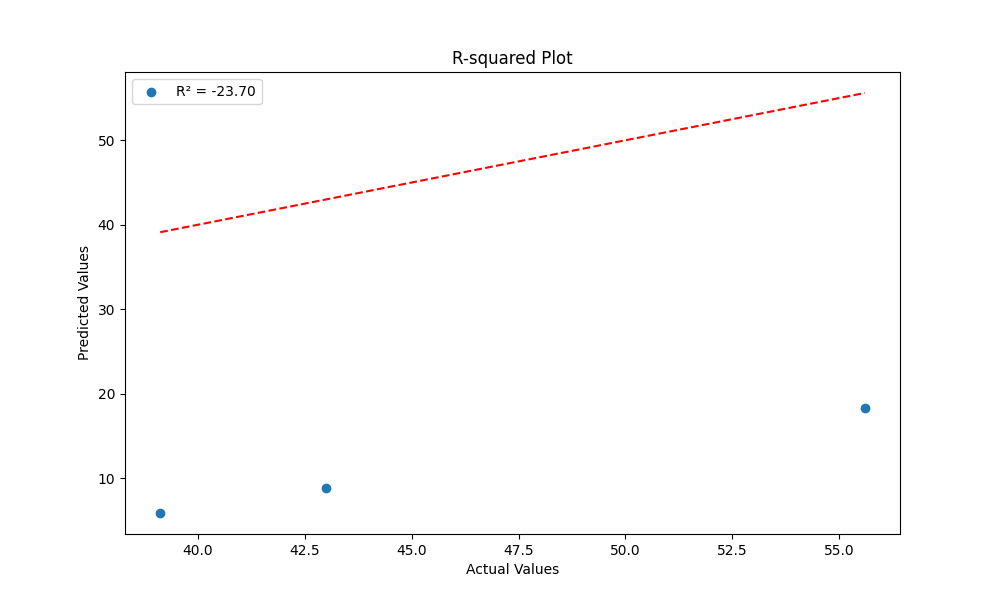 R-squared Plot
R² = -23.70
50
40
30
20
10
Predicted Values
40.0 42.5 45.0 47.5 50.0 52.5 55.0
Actual Values